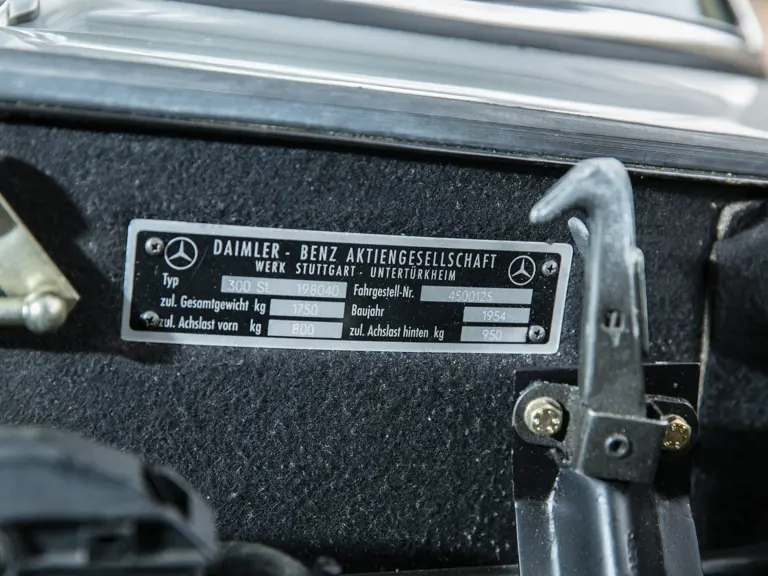 DAIMLER - BENZ AKTIENGESELLSCHAFT
WERK STUTTGART - UNTERTÜRKHEIM
Typ 300 SL 198040 Fahrgestell-Nr. 4500125
zul. Gesamtgewicht kg 1750 Baujahr 1954
zul. Achslast vorn kg 800 zul. Achslast hinten kg 950